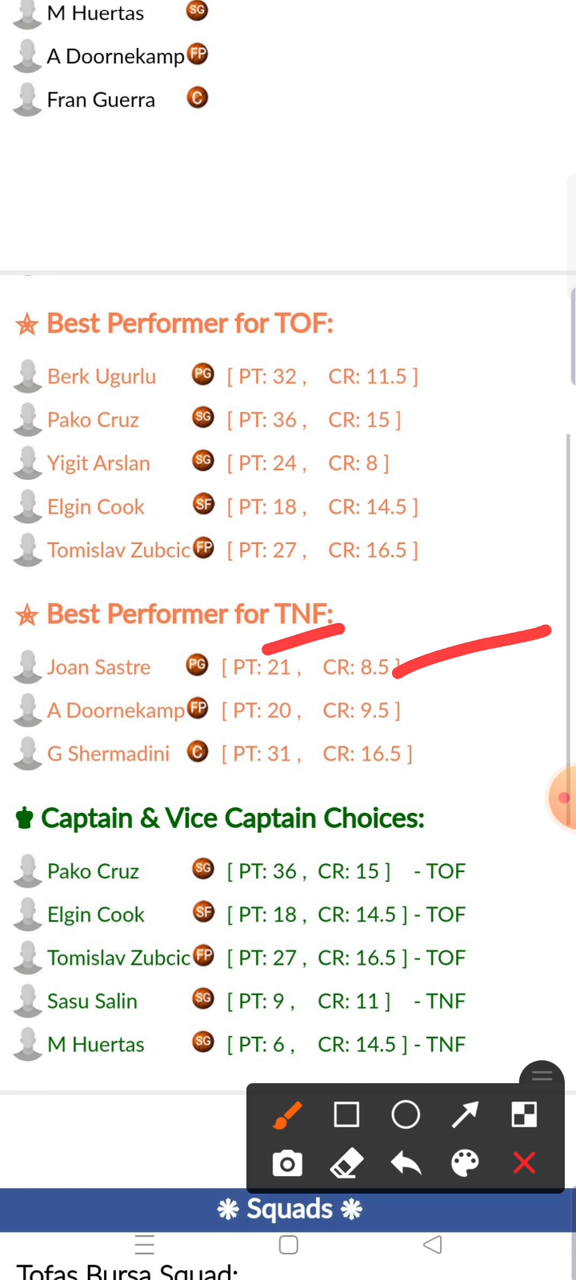 M Huertas SG
A Doornekamp FP
Fran Guerra C
Best Performer for TOF:
Berk Ugurlu PG [ PT: 32 , CR: 11.5 ]
Pako Cruz SG [ PT: 36 , CR: 15 ]
Yigit Arslan SG [ PT: 24 , CR: 8 ]
Elgin Cook SF [ PT: 18 , CR: 14.5 ]
Tomislav Zubcic FP [ PT: 27 , CR: 16.5 ]
Best Performer for TNF:
Joan Sastre PG [ PT: 21 , CR: 8.5 ]
A Doornekamp FP [ PT: 20 , CR: 9.5 ]
G Shermadini C [ PT: 31 , CR: 16.5 ]
Captain & Vice Captain Choices:
Pako Cruz SG [ PT: 36 , CR: 15 ] - TOF
Elgin Cook SF [ PT: 18 , CR: 14.5 ] - TOF
Tomislav Zubcic FP [ PT: 27 , CR: 16.5 ] - TOF
Sasu Salin SG [ PT: 9 , CR: 11 ] - TNF
M Huertas SG [ PT: 6 , CR: 14.5 ] - TNF
Squads
Tofas Bursa Squad: